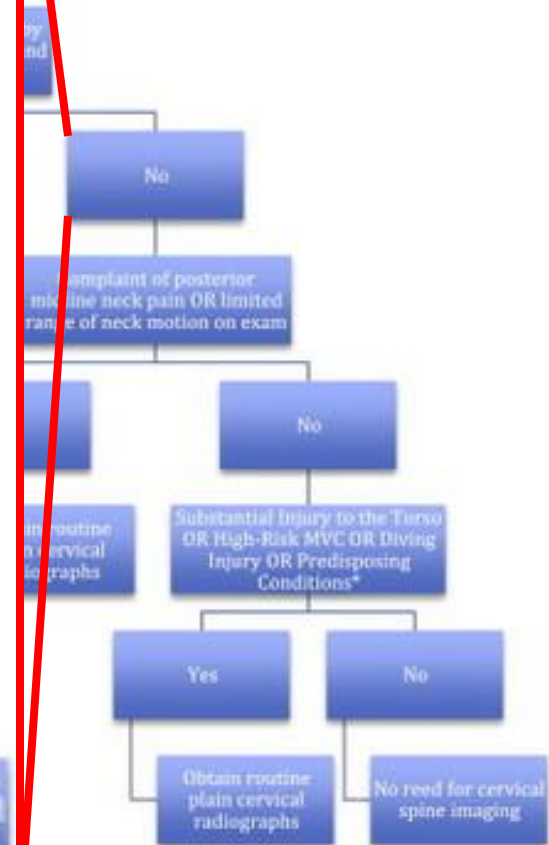 No
omplaint of posterior
midline neck pain OR limited
range of neck motion on exam
No
routine
cervical
iographs
Substantial Injury to the Torso
OR High-Risk MVC OR Diving
Injury OR Predisposing
Conditions*
Yes
No
Obtain routine
plain cervical
radiographs
No reed for cervical
spine imaging